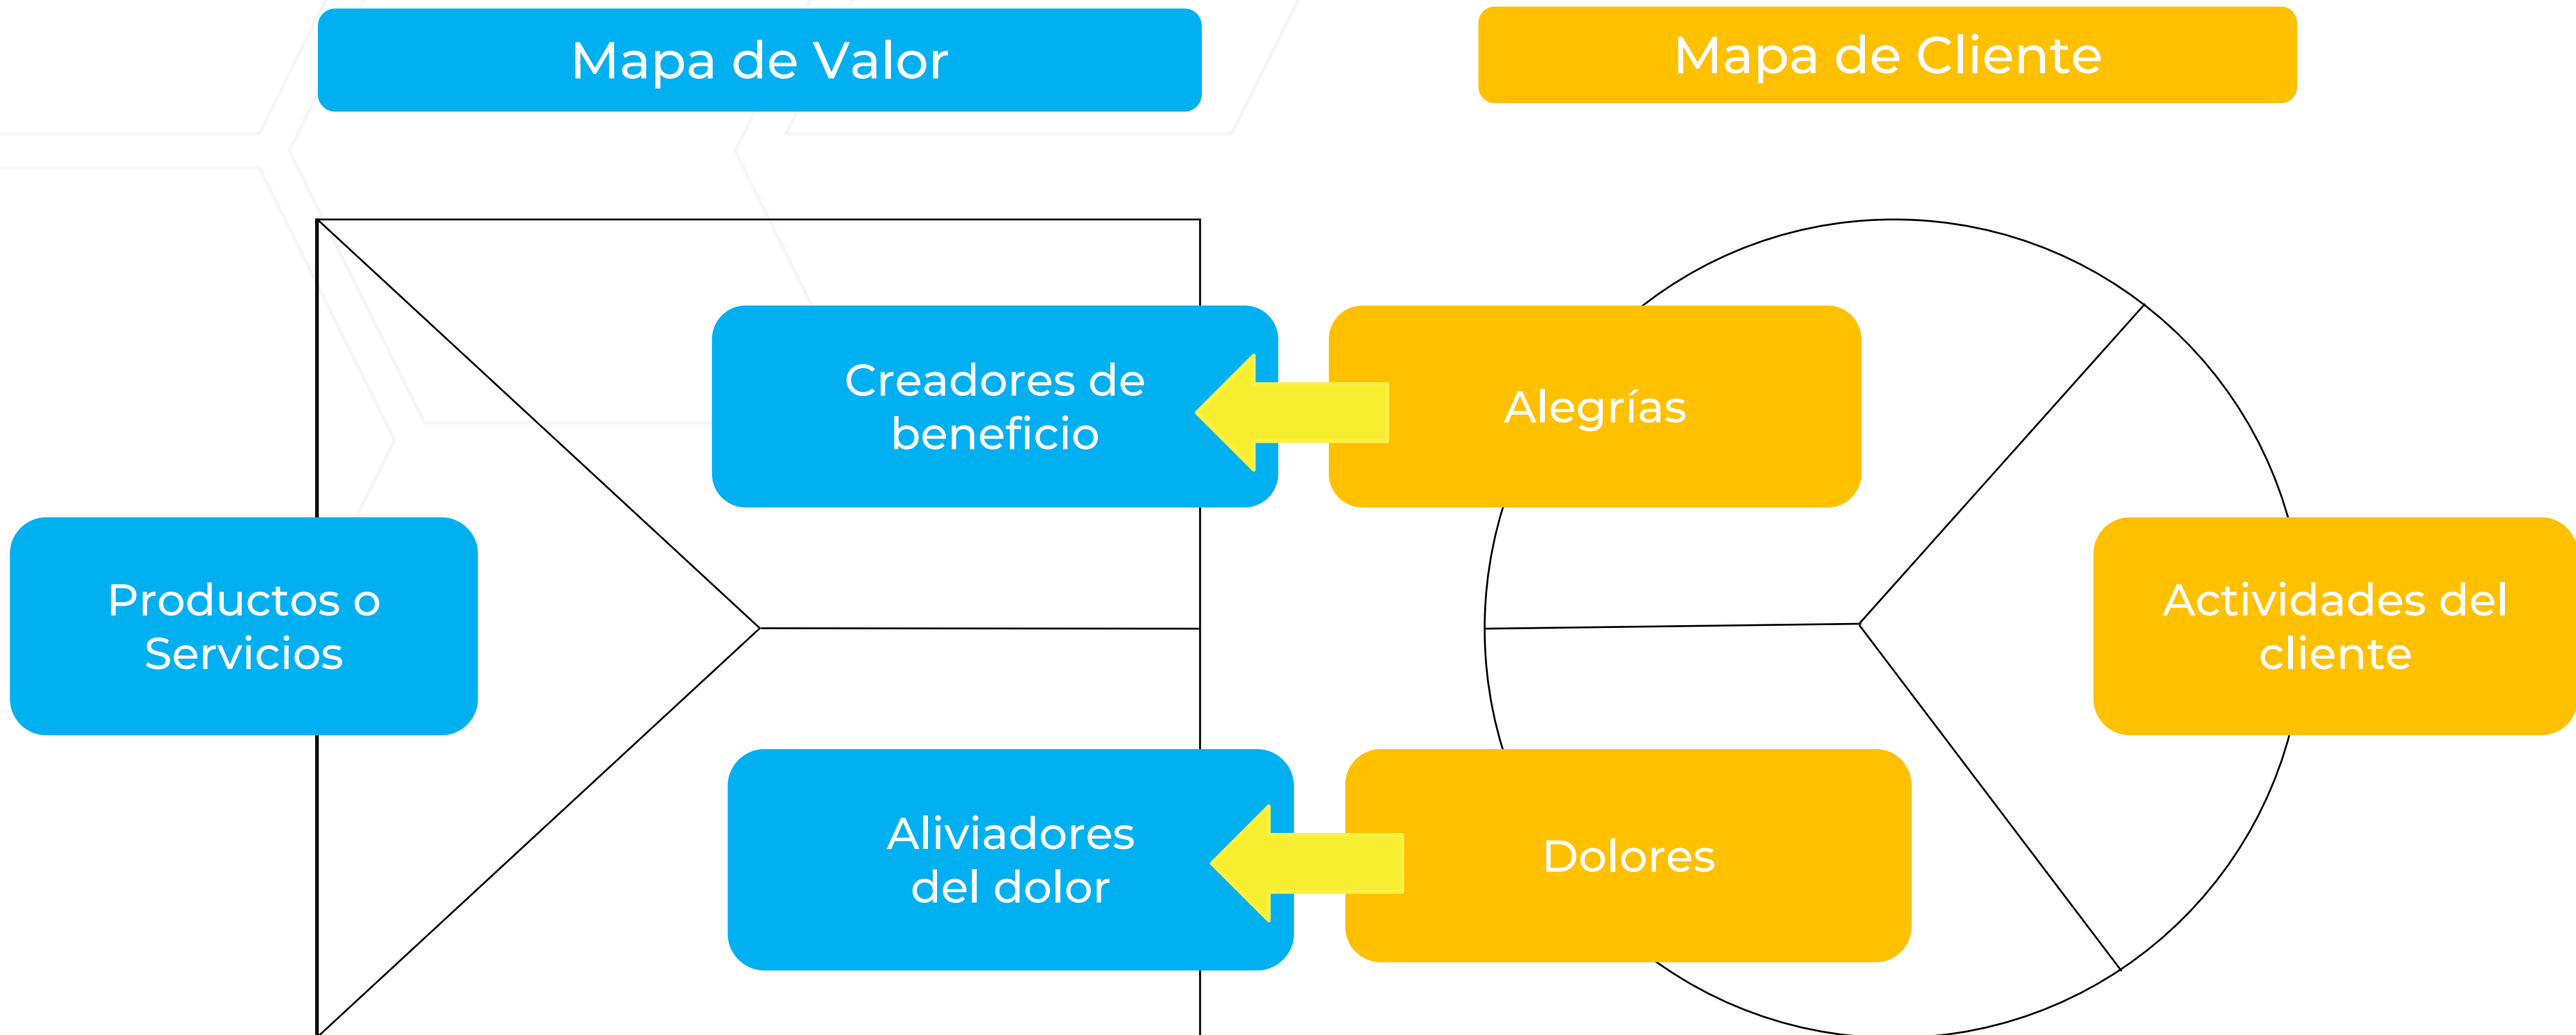 Mapa de Valor
Mapa de Cliente
Creadores de
beneficio
Alegrías
Productos o
Servicios
Actividades del
cliente
Aliviadores
del dolor
Dolores